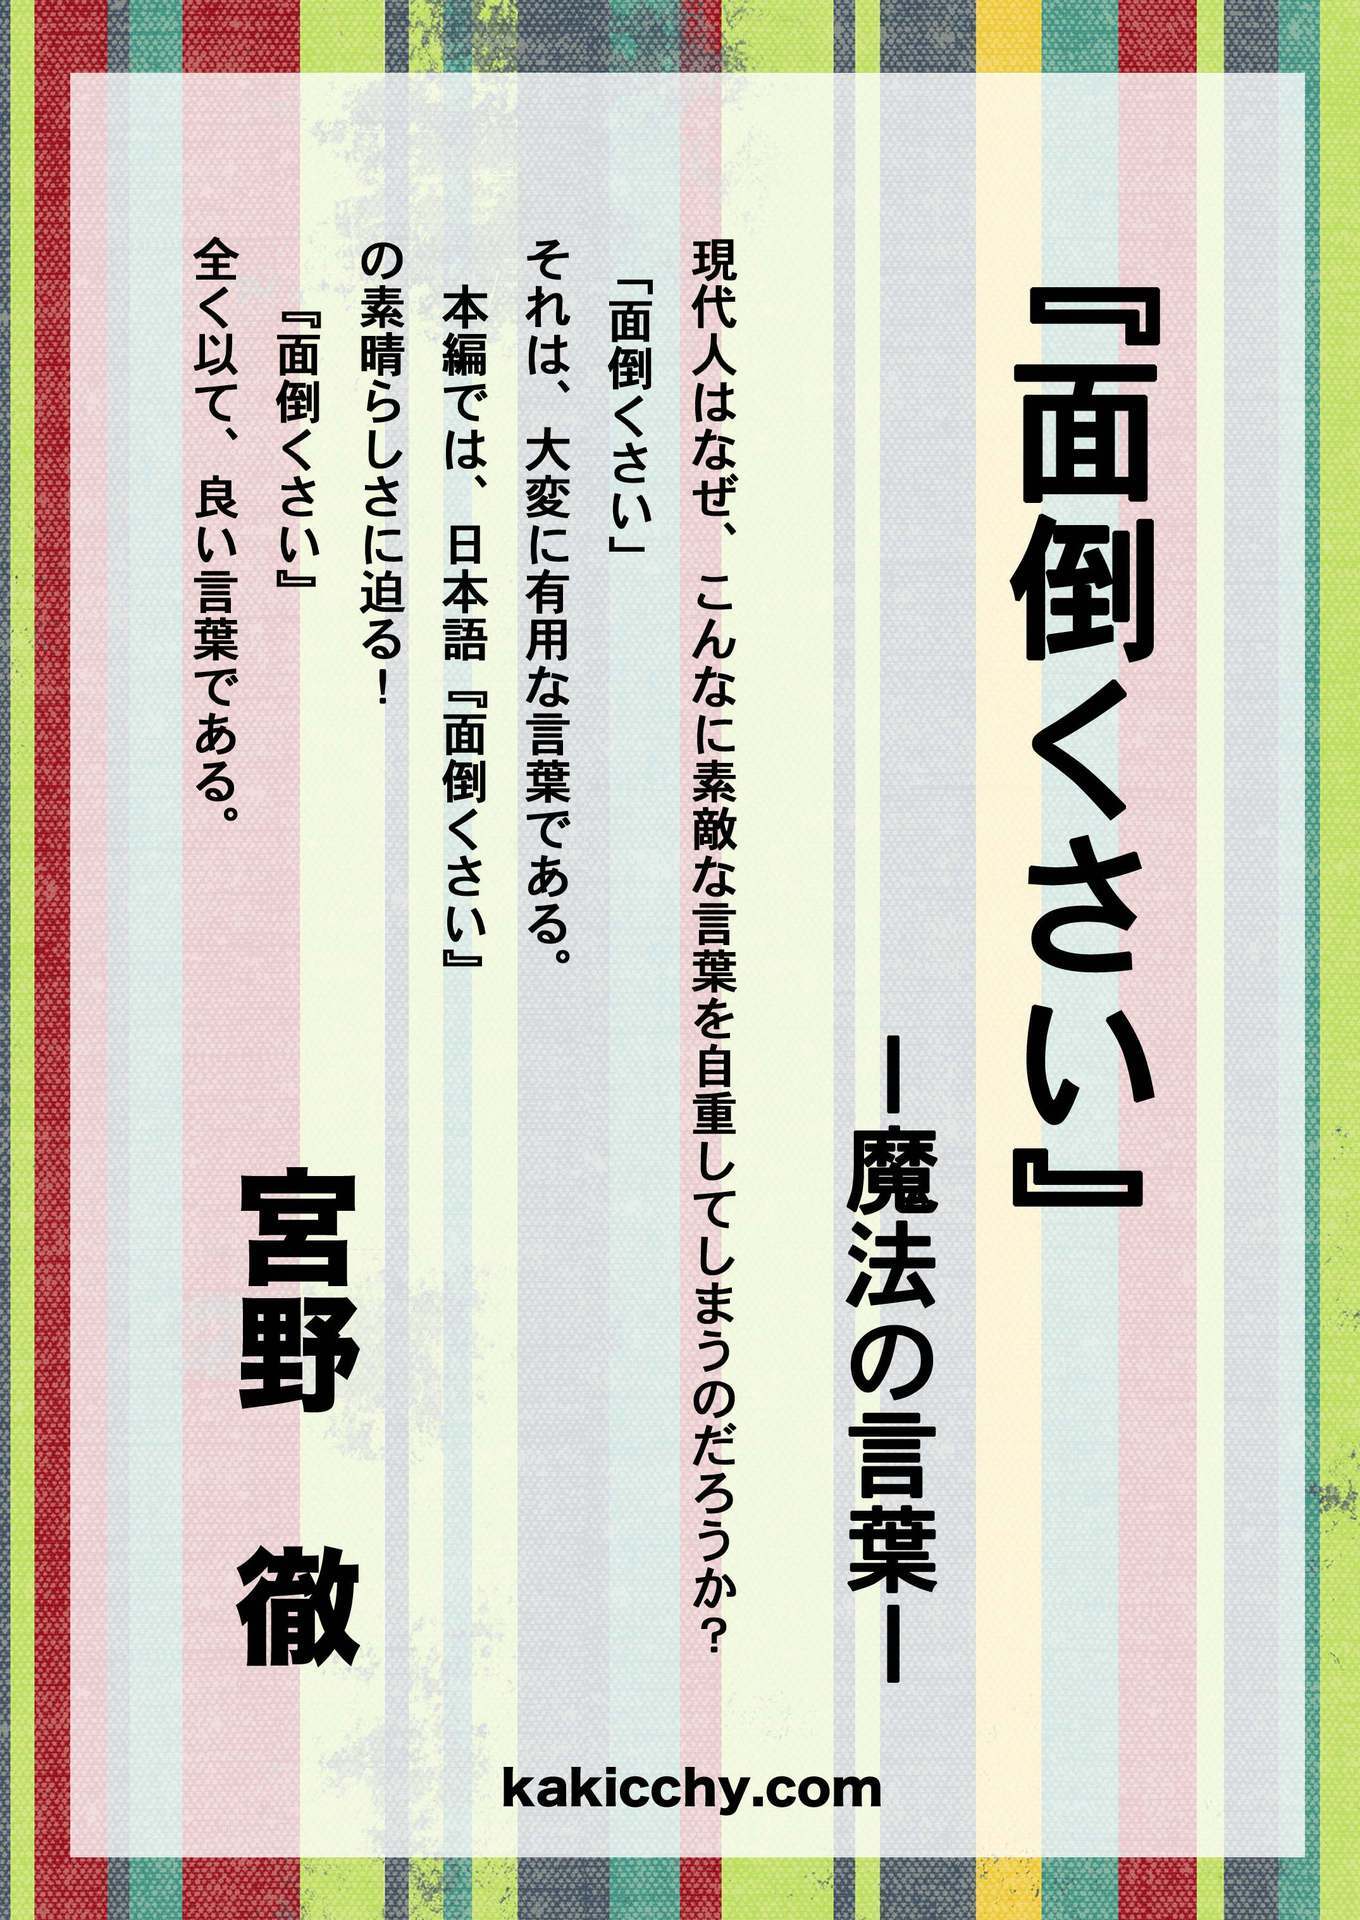 『面倒くさい』
ー魔法の言葉ー
現代人はなぜ、こんなに素敵な言葉を自重してしまうのだろうか？
「面倒くさい」
それは、大変に有用な言葉である。
本編では、日本語『面倒くさい』
の素晴らしさに迫る！
『面倒くさい』
全く以て、良い言葉である。
宮野　徹
kakicchy.com